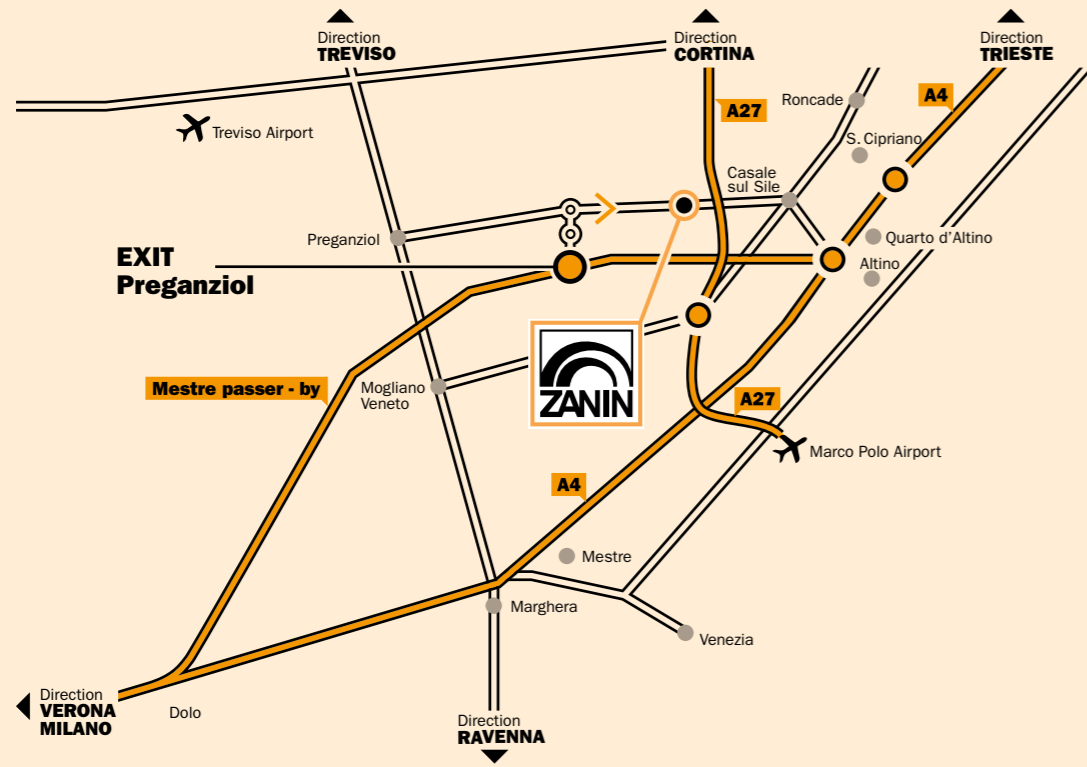 Direction
TREVISO
Direction
CORTINA
Direction
TRIESTE
A27
A4
Roncade
Treviso Airport
S. Cipriano
Casale
sul Sile
Preganziol
Quarto d'Altino
EXIT
Preganziol
Altino
ZANIN
Mestre passer - by
Mogliano
Veneto
A27
Marco Polo Airport
A4
Mestre
Marghera
Venezia
Direction
VERONA
MILANO
Dolo
Direction
RAVENNA